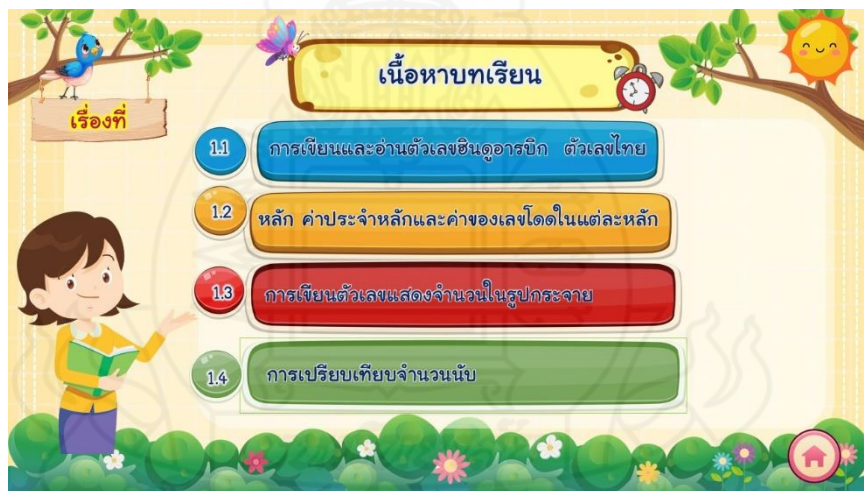 เนื้อหาบทเรียน
เรื่องที่
1.1 การเขียนและอ่านตัวเลขฮินดูอารบิก ตัวเลขไทย
1.2 หลัก ค่าประจำหลักและค่าของเลขโดดในแต่ละหลัก
1.3 การเขียนตัวเลขแสดงจำนวนในรูปกระจาย
1.4 การเปรียบเทียบจำนวนนับ